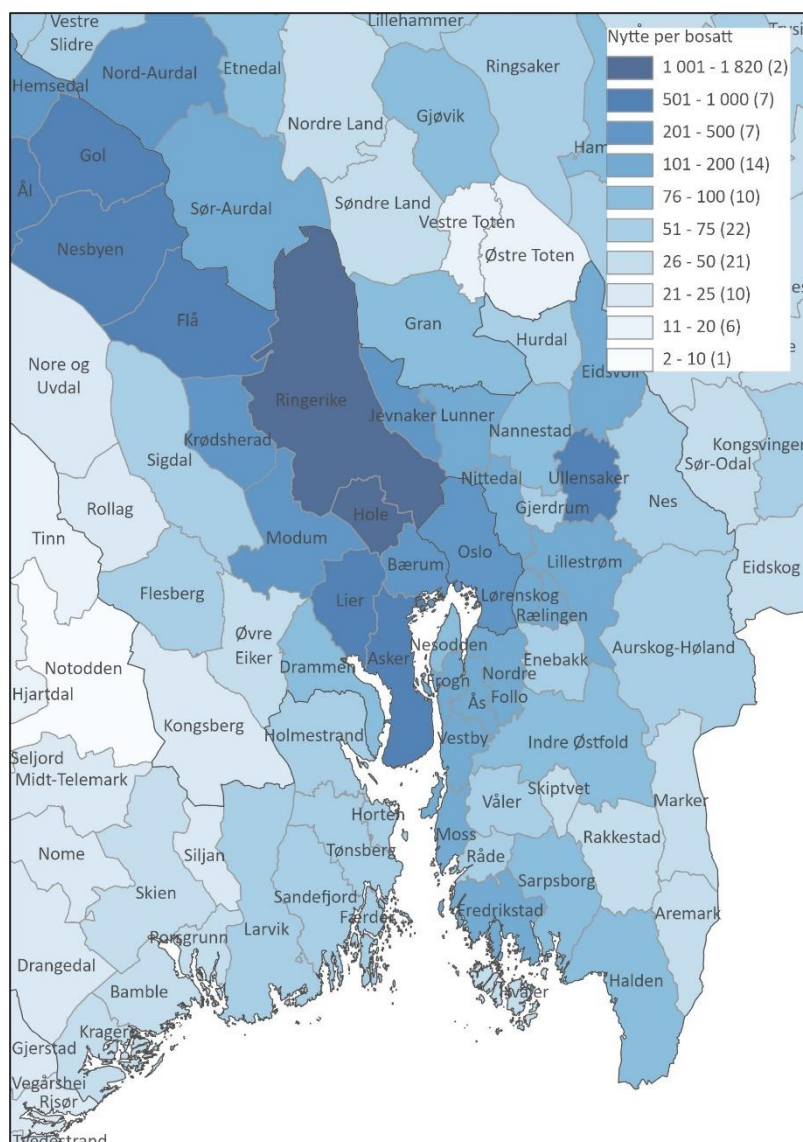 Vestre
Slidre
Lillehammer
Nytte per bosatt
1 001 - 1 820 (2)
501 - 1 000 (7)
201 - 500 (7)
101 - 200 (14)
76 - 100 (10)
51 - 75 (22)
26 - 50 (21)
21 - 25 (10)
11 - 20 (6)
2 - 10 (1)
Hemsedal
Nord-Aurdal
Etnedal
Ringsaker
Nordre Land
Gjøvik
Ham
Gol
Ål
Sør-Aurdal
Søndre Land
Vestre Toten
Østre Toten
Nesbyen
Flå
Gran
Hurdal
Eidsvoll
Nore og
Uvdal
Ringerike
Jevnaker
Lunner
Nannestad
Krødsherad
Sigdal
Kongsvinger
Sør-Odal
Ullensaker
Nes
Nittedal
Gjerdrum
Rollag
Hole
Tinn
Modum
Oslo
Bærum
Lillestrøm
Eidskog
Flesberg
Lier
Lørenskog
Rælingen
Øvre
Eiker
Asker
Nesodden
Enebakk
Aurskog-Høland
Drammen
Frogn
Nordre
Follo
Ås
Notodden
Hjartdal
Kongsberg
Holmestrand
Vestby
Indre Østfold
Seljord
Midt-Telemark
Skiptvet
Våler
Marker
Horten
Moss
Rakkestad
Nome
Siljan
Tønsberg
Råde
Skien
Sarpsborg
Sandefjord
Færder
Fredrikstad
Aremark
Porsgrunn
Larvik
Drangedal
Halden
Bamble
Hvaler
Kragerø
Gjerstad
Vegårshei
Risør
Tvedestrand